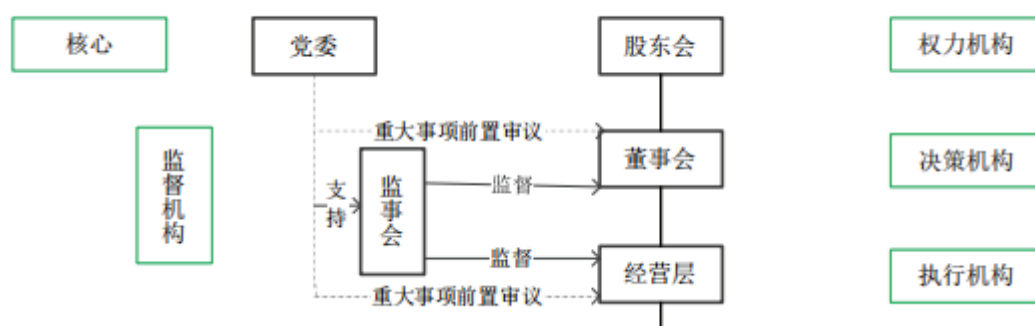 核心
党委
股东会
权力机构
重大事项前置审议
监督机构
支持
监事会
监督
董事会
决策机构
监督
经营层
执行机构
重大事项前置审议